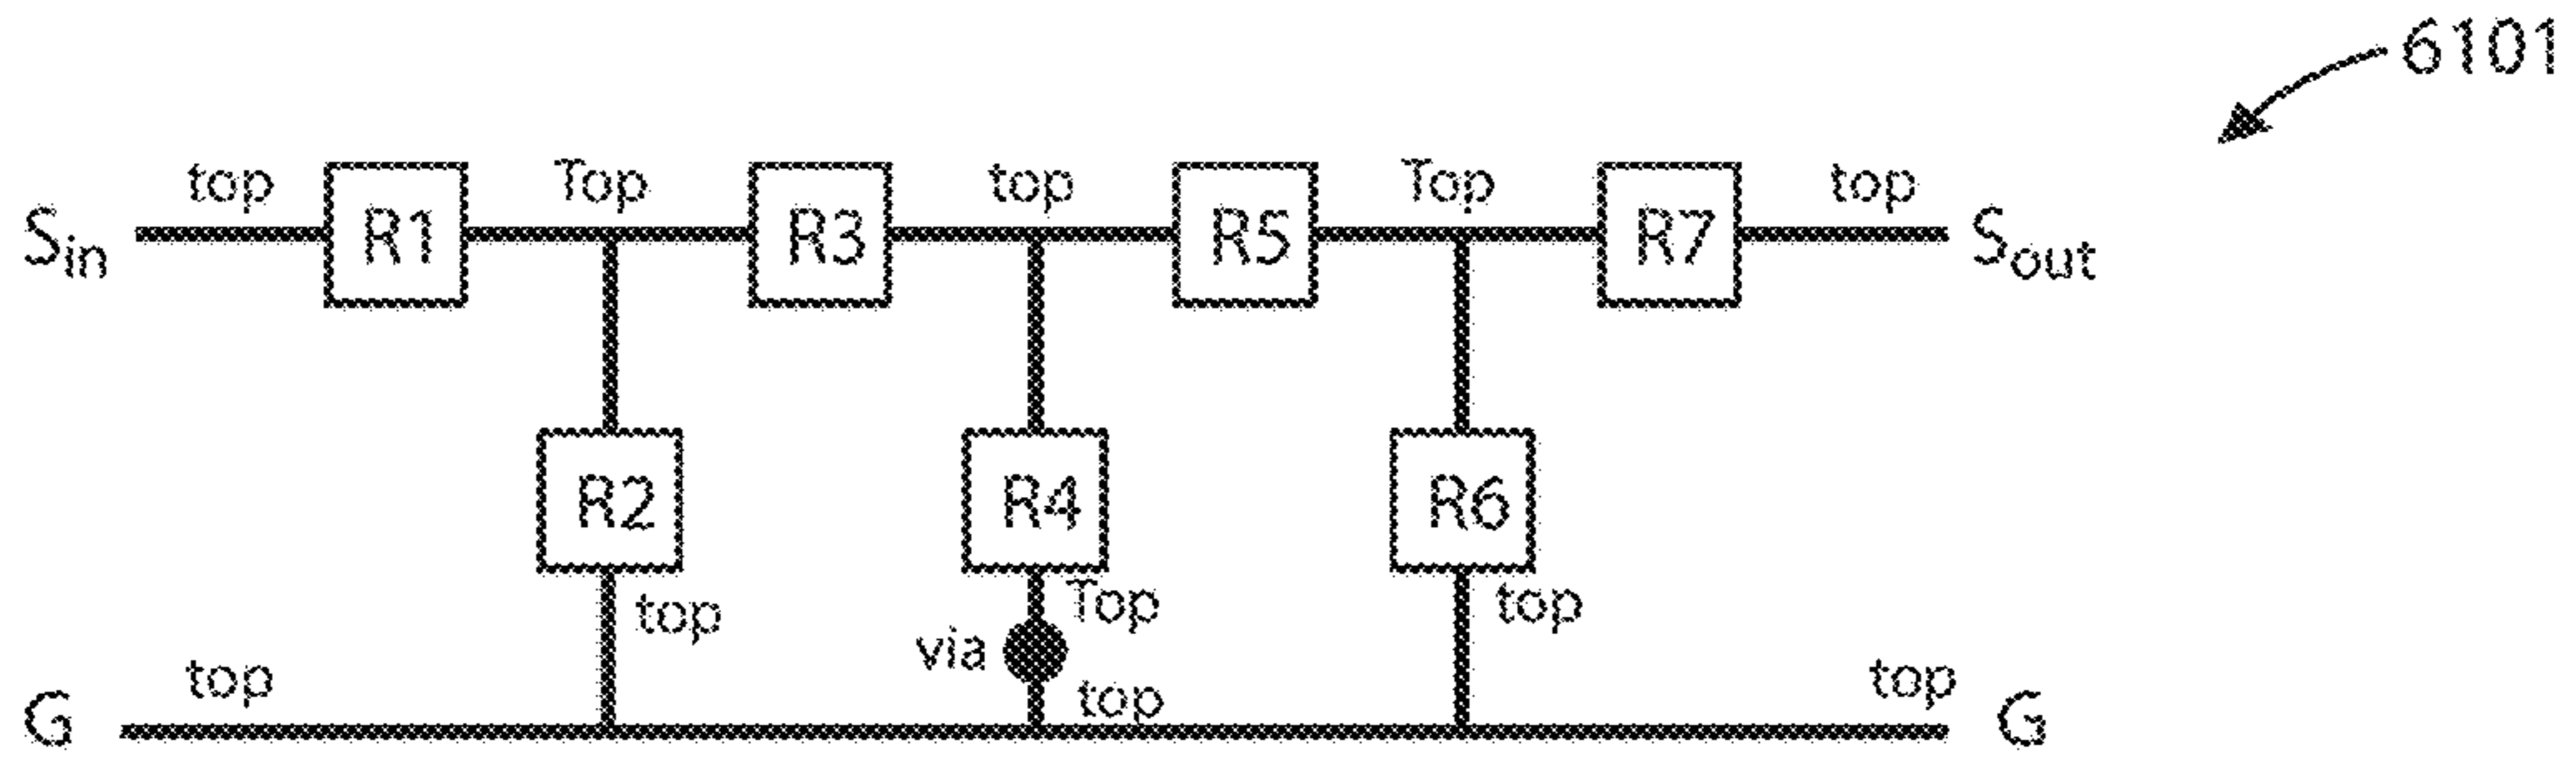 6101
top Top top Top top
S_in R1 R3 R5 R7 S_out
R2 R4 R6
top Top top
via
top top top
G G